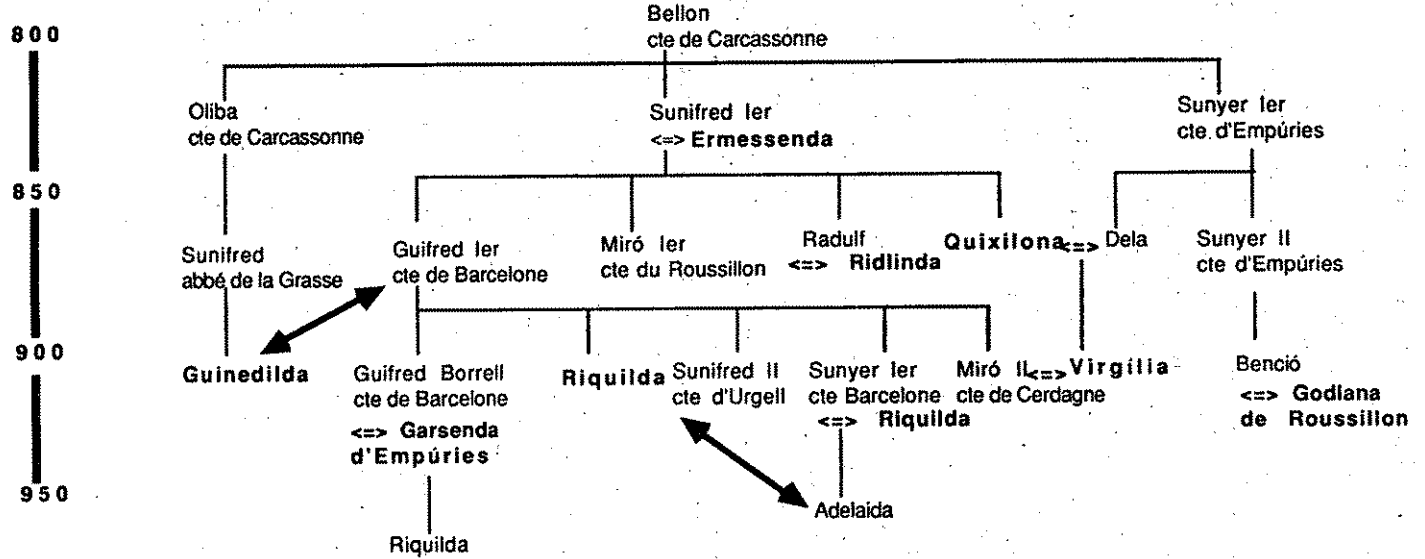 Bellon
800
cte de Carcassonne
Oliba
cte de Carcassonne
Sunifred Ier
<=> Ermessenda
Sunyer Ier
cte. d'Empúries
850
Sunifred
abbé de la Grasse
Guifred Ier
cte de Barcelone
Miró Ier
cte du Roussillon
Radulf
<=> Ridlinda
Quixilona<=> Dela
Sunyer II
cte d'Empúries
900
Guinedilda
Guifred Borrell
cte de Barcelone
<=> Garsenda
d'Empúries
Riquilda
Sunifred II
cte d'Urgell
Sunyer Ier
cte Barcelone
<=> Riquilda
Miró II<=>Virgília
cte de Cerdagne
Benció
<=> Godlana
de Roussillon
950
Adelaida
Riquilda